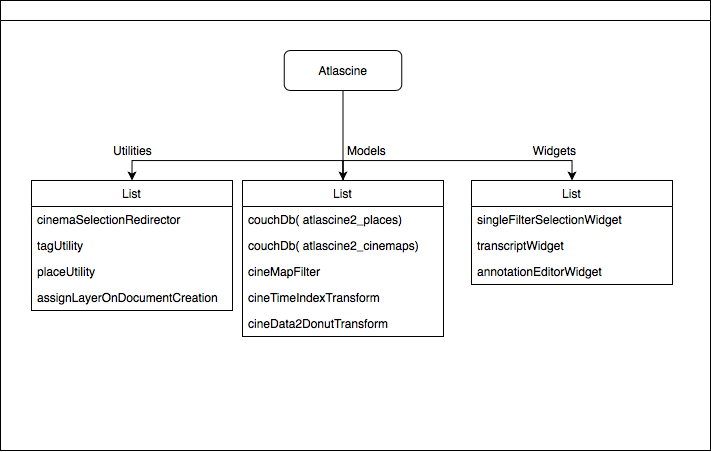 Atlascine
Utilities
Models
Widgets
List
cinemaSelectionRedirector
tagUtility
placeUtility
assignLayerOnDocumentCreation
List
couchDb( atlascine2_places)
couchDb( atlascine2_cinemaps)
cineMapFilter
cineTimeIndexTransform
cineData2DonutTransform
List
singleFilterSelectionWidget
transcriptWidget
annotationEditorWidget